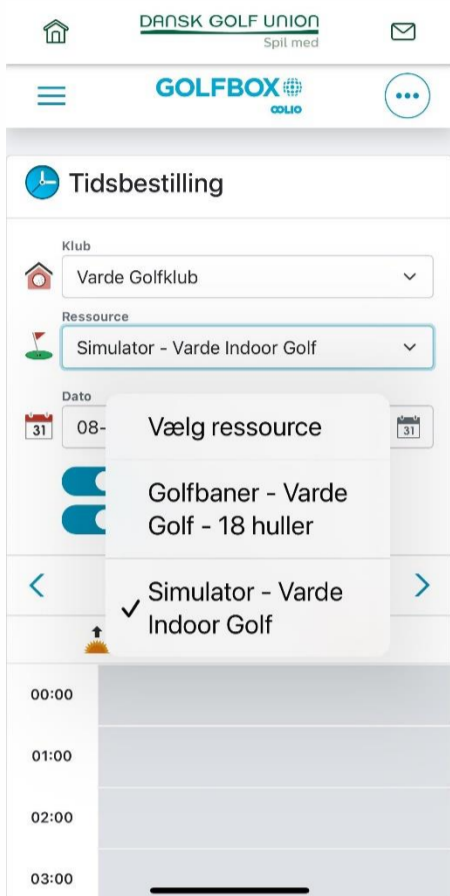 DANSK GOLF UNION
Spil med
GOLFBOX
COLIO
Tidsbestilling
Klub
Varde Golfklub
Ressource
Simulator - Varde Indoor Golf
Dato
31
08-
31
Vælg ressource
Golfbaner - Varde
Golf - 18 huller
Simulator - Varde
Indoor Golf
00:00
01:00
02:00
03:00